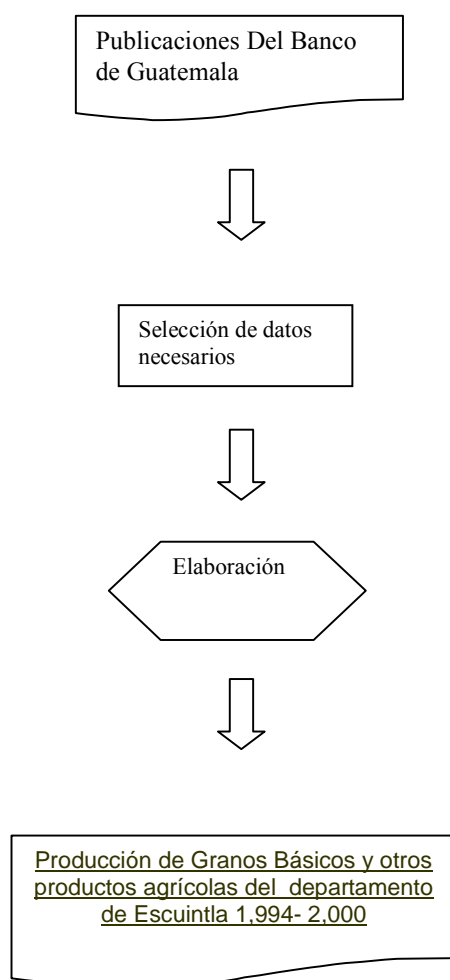 Publicaciones Del Banco
de Guatemala
Selección de datos
necesarios
Elaboración
Producción de Granos Básicos y otros
productos agrícolas del departamento
de Escuintla 1,994- 2,000